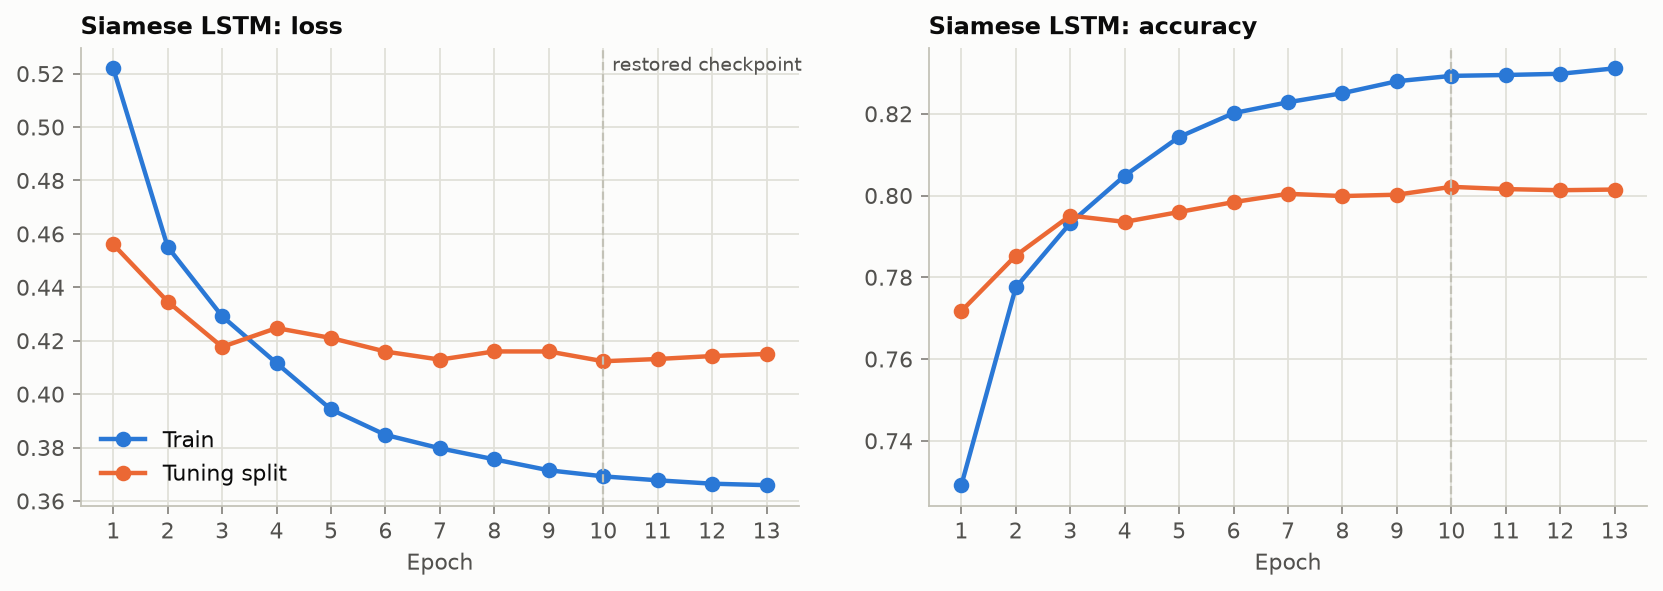 Siamese LSTM: loss
restored checkpoint
0.52
0.50
0.48
0.46
0.44
0.42
0.40
0.38
0.36
Train
Tuning split
1 2 3 4 5 6 7 8 9 10 11 12 13
Epoch
Siamese LSTM: accuracy
0.82
0.80
0.78
0.76
0.74
1 2 3 4 5 6 7 8 9 10 11 12 13
Epoch